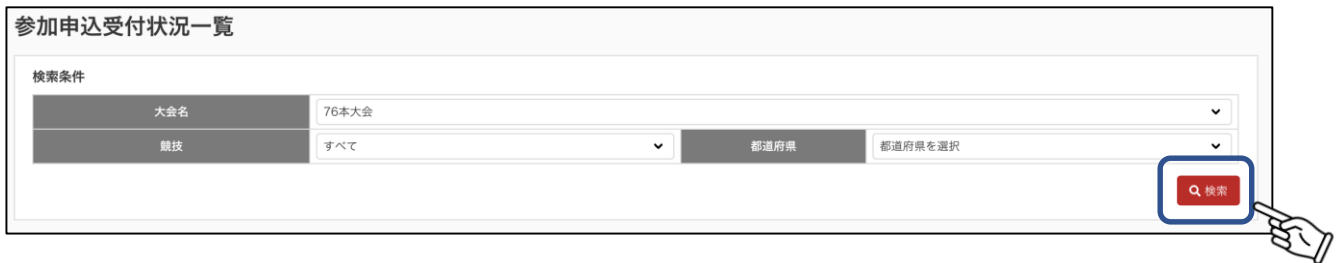 参加申込受付状況一覧
検索条件
大会名 76本大会
競技 すべて 都道府県 都道府県を選択
検索